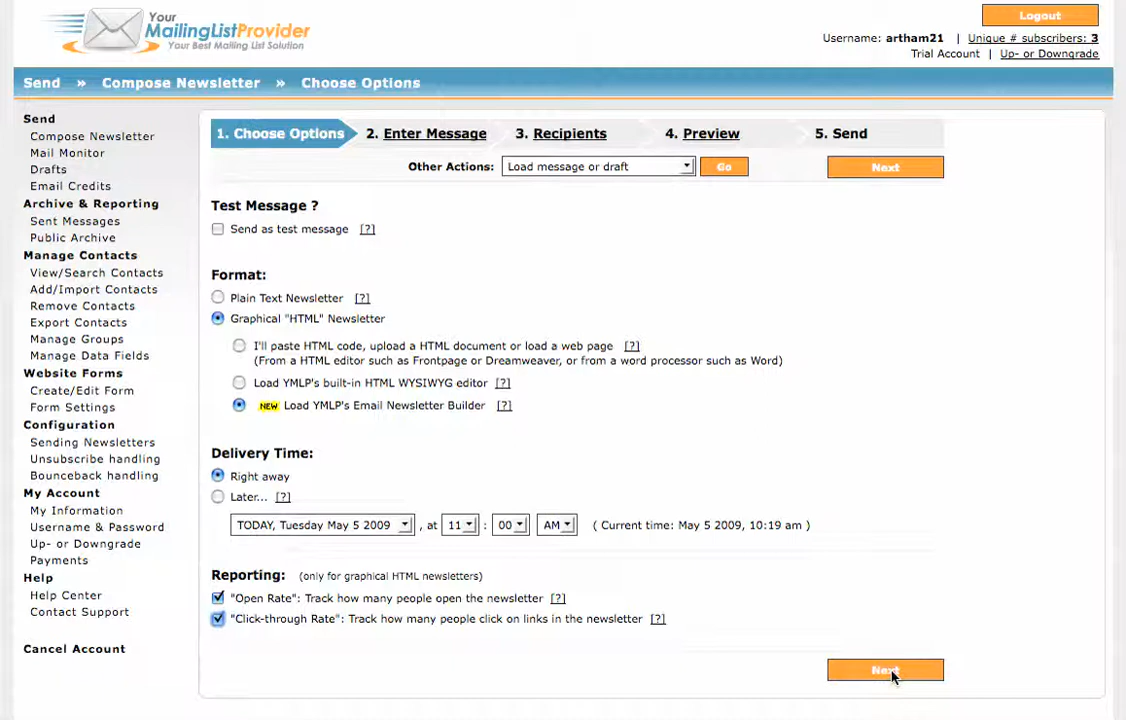 Your
MailingListProvider
Your Best Mailing List Solution
Logout
Username: artham21 | Unique # subscribers: 3
Trial Account | Up- or Downgrade
Send » Compose Newsletter » Choose Options
Send
Compose Newsletter
Mail Monitor
Drafts
Email Credits
Archive & Reporting
Sent Messages
Public Archive
Manage Contacts
View/Search Contacts
Add/Import Contacts
Remove Contacts
Export Contacts
Manage Groups
Manage Data Fields
Website Forms
Create/Edit Form
Form Settings
Configuration
Sending Newsletters
Unsubscribe handling
Bounceback handling
My Account
My Information
Username & Password
Up- or Downgrade
Payments
Help
Help Center
Contact Support
Cancel Account
1. Choose Options 2. Enter Message 3. Recipients 4. Preview 5. Send
Other Actions: Load message or draft Go Next
Test Message ?
Send as test message [?]
Format:
Plain Text Newsletter [?]
Graphical "HTML" Newsletter
I'll paste HTML code, upload a HTML document or load a web page [?]
(From a HTML editor such as Frontpage or Dreamweaver, or from a word processor such as Word)
Load YMLP's built-in HTML WYSIWYG editor [?]
NEW Load YMLP's Email Newsletter Builder [?]
Delivery Time:
Right away
Later... [?]
TODAY, Tuesday May 5 2009 , at 11 : 00 AM ( Current time: May 5 2009, 10:19 am )
Reporting: (only for graphical HTML newsletters)
"Open Rate": Track how many people open the newsletter [?]
"Click-through Rate": Track how many people click on links in the newsletter [?]
Next